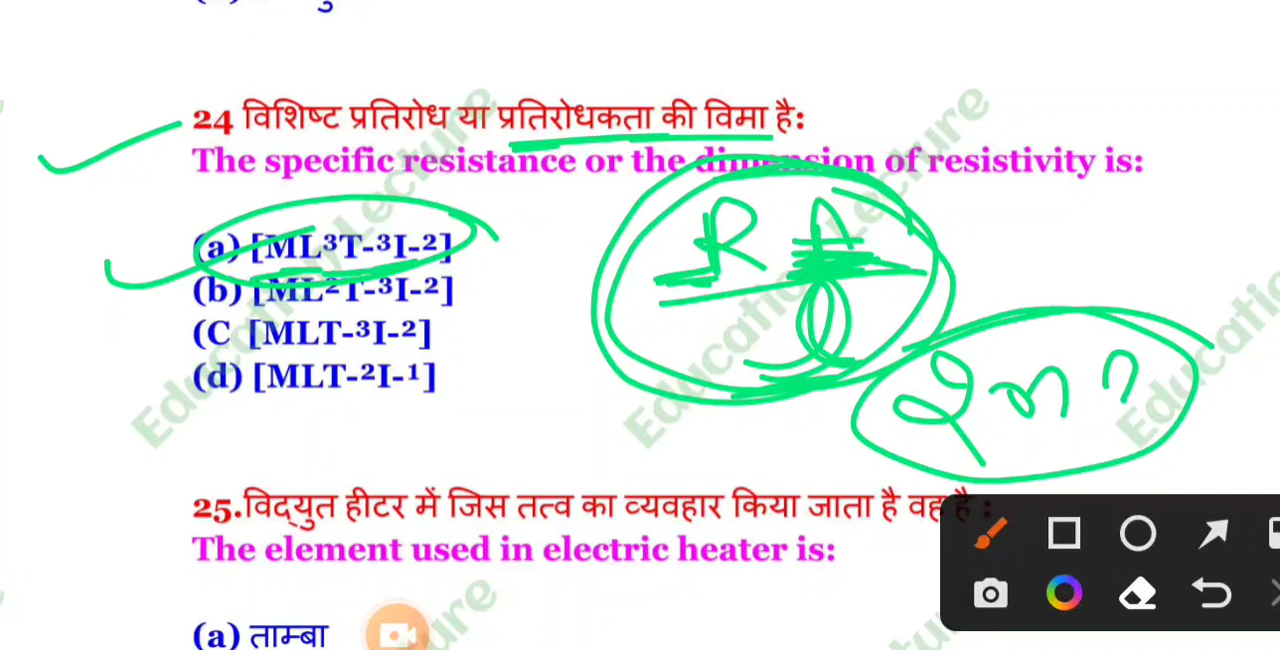 24 विशिष्ट प्रतिरोध या प्रतिरोधकता की विमा है:
The specific resistance or the dimension of resistivity is:
(a) [ML³T-³I-²]
(b) [ML²T-³I-²]
(C [MLT-³I-²]
(d) [MLT-²I-¹]
R A
l
25.विद्युत हीटर में जिस तत्व का व्यवहार किया जाता है वह है :
The element used in electric heater is:
(a) ताम्बा